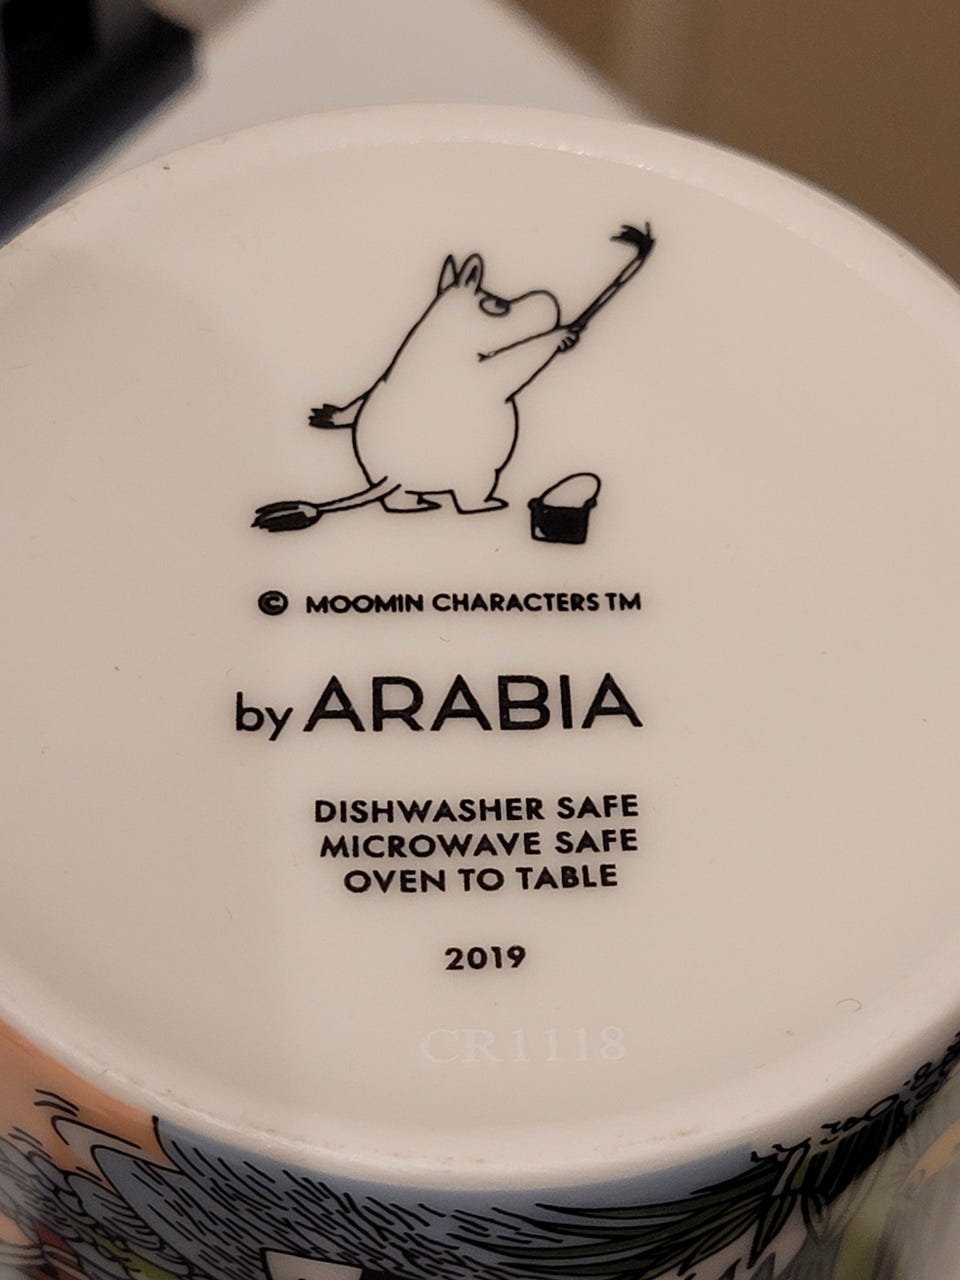 © MOOMIN CHARACTERS TM
by ARABIA
DISHWASHER SAFE
MICROWAVE SAFE
OVEN TO TABLE
2019
CR1118